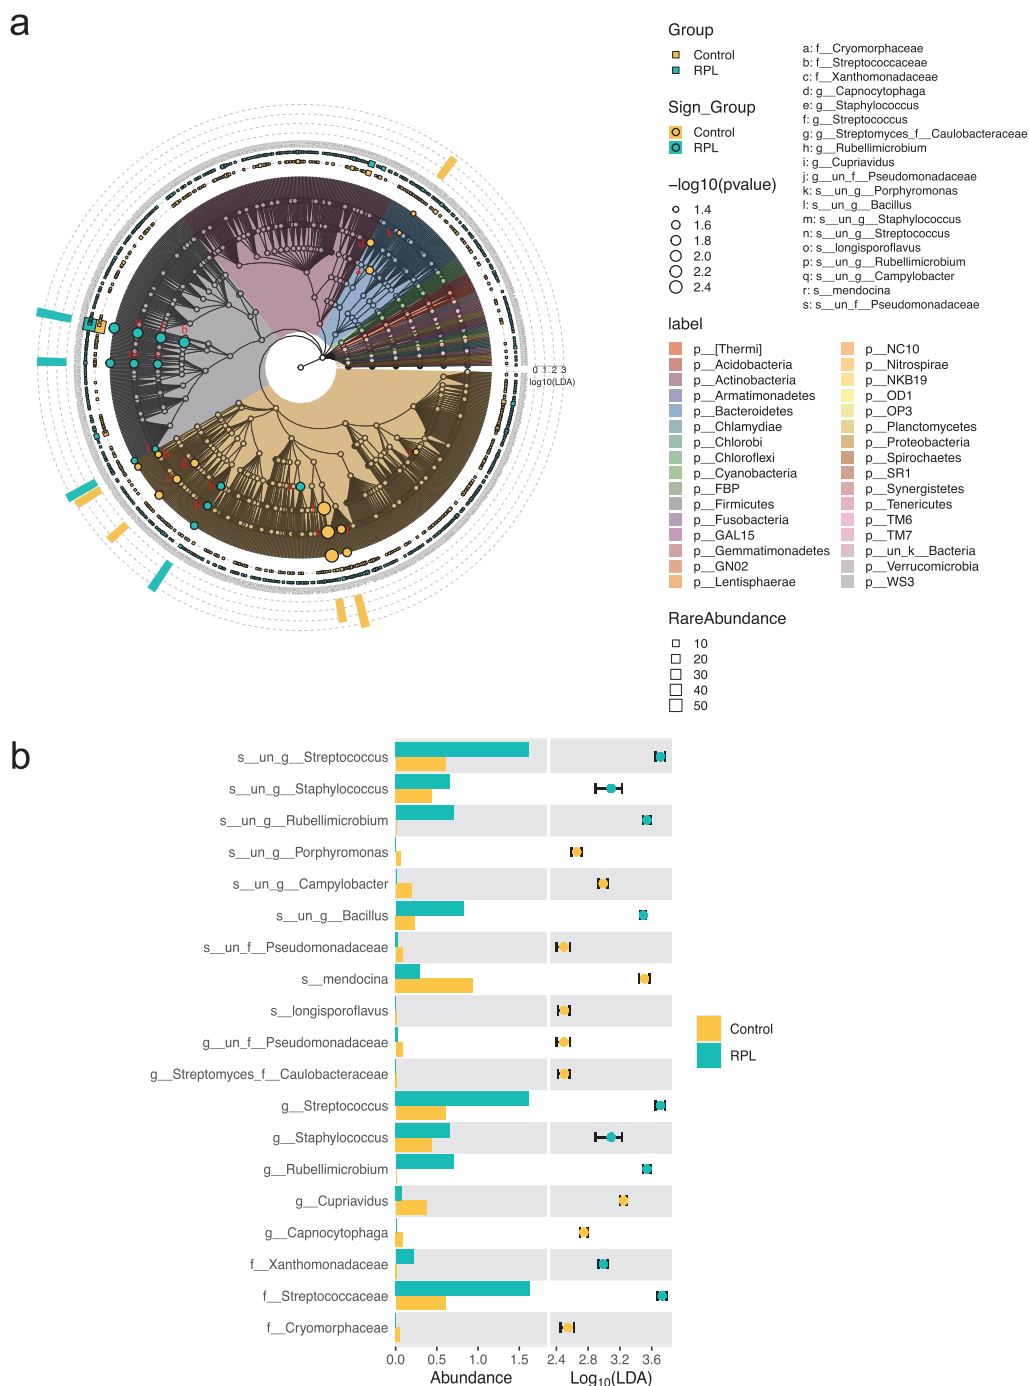 a
Group
Control
RPL
Sign_Group
Control
RPL
−log10(pvalue)
1.4
1.6
1.8
2.0
2.2
2.4
a: f__Cryomorphaceae
b: f__Streptococcaceae
c: f__Xanthomonadaceae
d: g__Capnocytophaga
e: g__Staphylococcus
f: g__Streptococcus
g: g__Streptomyces_f__Caulobacteraceae
h: g__Rubellimicrobium
i: g__Cupriavidus
j: g__un_f__Pseudomonadaceae
k: s__un_g__Porphyromonas
l: s__un_g__Bacillus
m: s__un_g__Staphylococcus
n: s__un_g__Streptococcus
o: s__longisporoflavus
p: s__un_g__Rubellimicrobium
q: s__un_g__Campylobacter
r: s__mendocina
s: s__un_f__Pseudomonadaceae
label
p__[Thermi]
p__Acidobacteria
p__Actinobacteria
p__Armatimonadetes
p__Bacteroidetes
p__Chlamydiae
p__Chlorobi
p__Chloroflexi
p__Cyanobacteria
p__FBP
p__Firmicutes
p__Fusobacteria
p__GAL15
p__Gemmatimonadetes
p__GN02
p__Lentisphaerae
p__NC10
p__Nitrospirae
p__NKB19
p__OD1
p__OP3
p__Planctomycetes
p__Proteobacteria
p__Spirochaetes
p__SR1
p__Synergistetes
p__Tenericutes
p__TM6
p__TM7
p__un_k__Bacteria
p__Verrucomicrobia
p__WS3
RareAbundance
10
20
30
40
50
0 1 2 3
log10(LDA)
d
k
b
h
b
s__un_g__Streptococcus
s__un_g__Staphylococcus
s__un_g__Rubellimicrobium
s__un_g__Porphyromonas
s__un_g__Campylobacter
s__un_g__Bacillus
s__un_f__Pseudomonadaceae
s__mendocina
s__longisporoflavus
g__un_f__Pseudomonadaceae
g__Streptomyces_f__Caulobacteraceae
g__Streptococcus
g__Staphylococcus
g__Rubellimicrobium
g__Cupriavidus
g__Capnocytophaga
f__Xanthomonadaceae
f__Streptococcaceae
f__Cryomorphaceae
0.0 0.5 1.0 1.5
Abundance
2.4 2.8 3.2 3.6
Log10(LDA)
Control
RPL